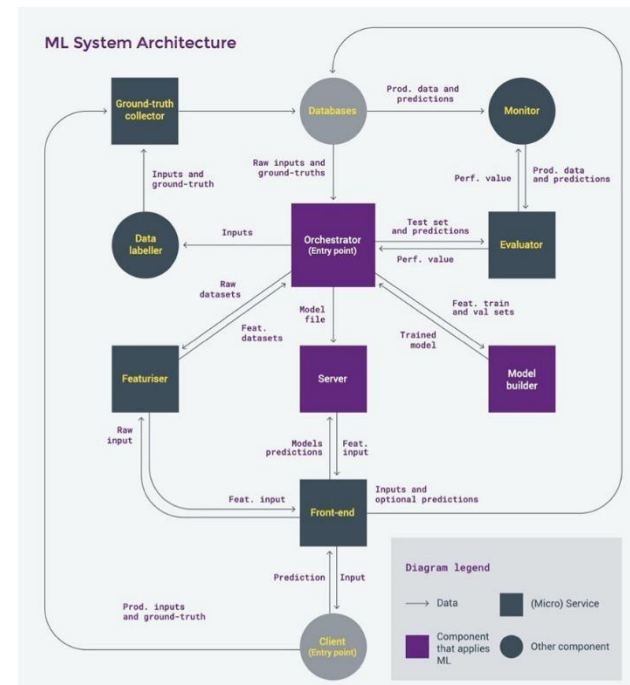 ML System Architecture
Ground-truth
collector
Databases
Prod. data and
predictions
Monitor
Inputs and
ground-truth
Raw inputs and
ground-truths
Perf. value
Prod. data
and predictions
Data
labeller
Inputs
Orchestrator
(Entry point)
Test set
and predictions
Perf. value
Evaluator
Raw
datasets
Feat.
datasets
Model
file
Feat. train
and val sets
Trained
model
Featuriser
Server
Model
builder
Raw
input
Models
predictions
Feat.
input
Feat. input
Front-end
Inputs and
optional predictions
Prediction
Input
Prod. inputs
and ground-truth
Client
(Entry point)
Diagram legend
Data
(Micro) Service
Component
that applies
ML
Other component